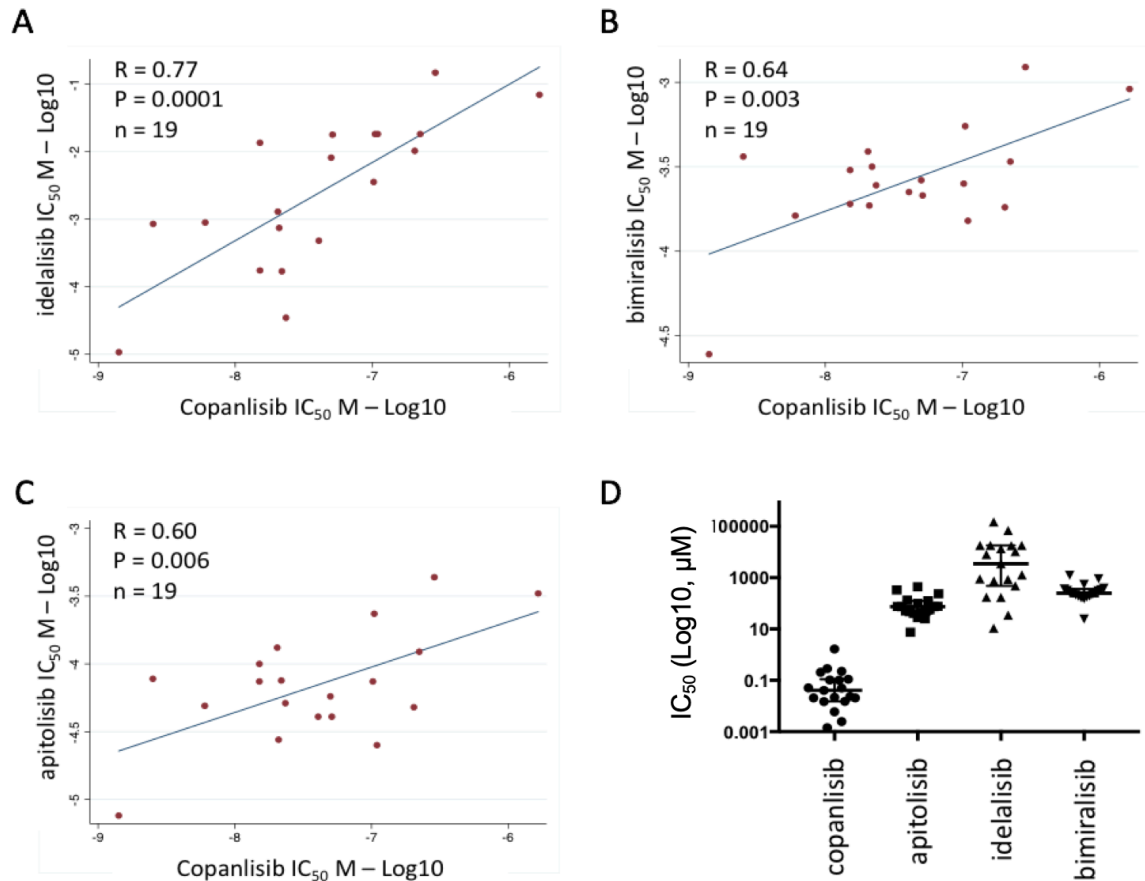 A
R = 0.77
P = 0.0001
n = 19
idelalisib IC₅₀ M – Log10
-1
-2
-3
-4
-5
-9
-8
-7
-6
Copanlisib IC₅₀ M – Log10
B
R = 0.64
P = 0.003
n = 19
bimiralisib IC₅₀ M – Log10
-3
-3.5
-4
-4.5
-9
-8
-7
-6
Copanlisib IC₅₀ M – Log10
C
R = 0.60
P = 0.006
n = 19
apitolisib IC₅₀ M – Log10
-3
-3.5
-4
-4.5
-5
-9
-8
-7
-6
Copanlisib IC₅₀ M – Log10
D
IC₅₀ (Log10, µM)
100000
1000
10
0.1
0.001
copanlisib
apitolisib
idelalisib
bimiralisib